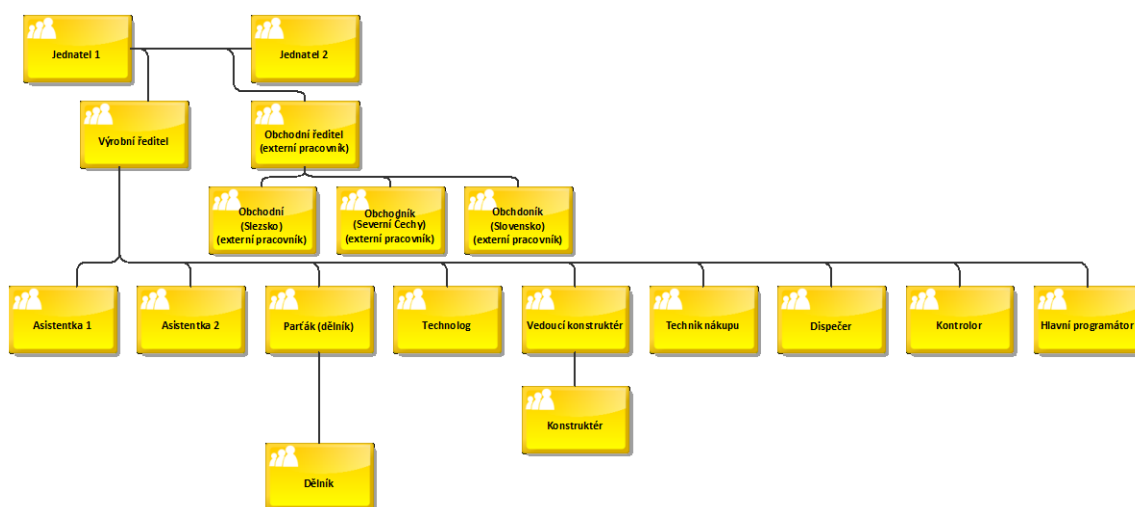 Jednatel 1
Jednatel 2
Výrobní ředitel
Obchodní ředitel
(externí pracovník)
Obchodní
(Slezsko)
(externí pracovník)
Obchodník
(Severní Čechy)
(externí pracovník)
Obchdoník
(Slovensko)
(externí pracovník)
Asistentka 1
Asistentka 2
Parťák (dělník)
Technolog
Vedoucí konstruktér
Technik nákupu
Dispečer
Kontrolor
Hlavní programátor
Konstruktér
Dělník